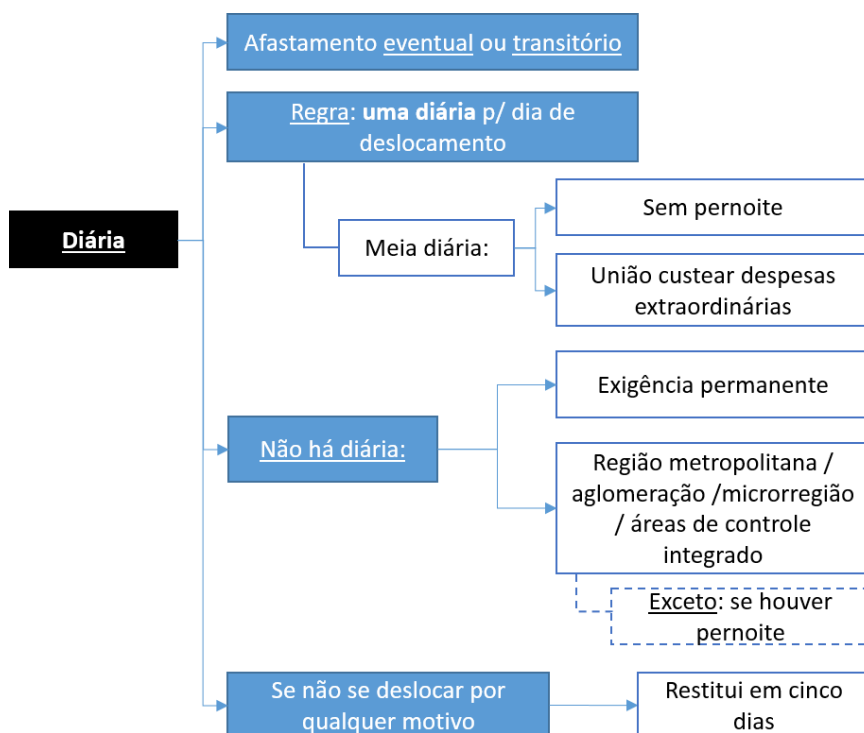 Afastamento eventual ou transitório
Regra: uma diária p/ dia de
deslocamento
Diária
Meia diária:
Sem pernoite
União custear despesas
extraordinárias
Não há diária:
Exigência permanente
Região metropolitana /
aglomeração /microrregião
/ áreas de controle
integrado
Exceto: se houver
pernoite
Se não se deslocar por
qualquer motivo
Restitui em cinco
dias